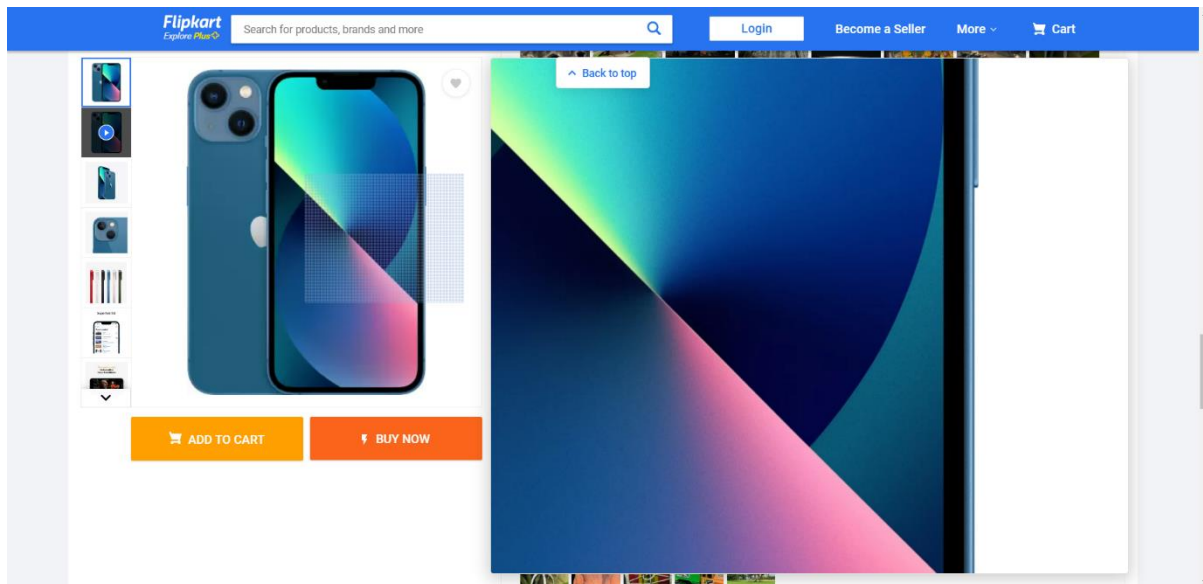 Flipkart
Explore Plus
Search for products, brands and more
Login
Become a Seller
More
Cart
Back to top
ADD TO CART
BUY NOW